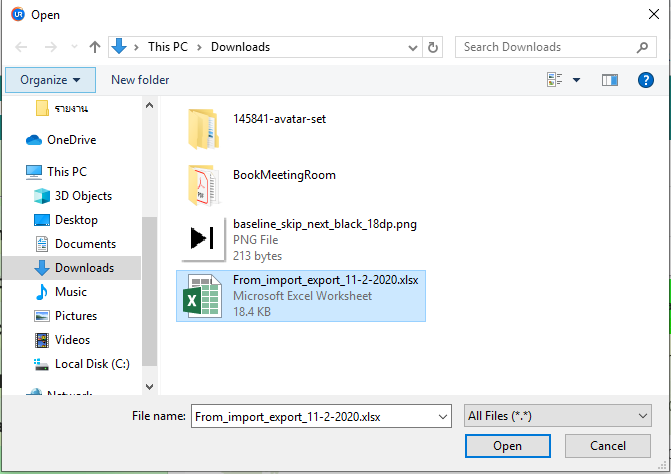 UR Open
This PC Downloads
Search Downloads
Organize
New folder
?
รายงาน
OneDrive
This PC
3D Objects
Desktop
Documents
Downloads
Music
Pictures
Videos
Local Disk (C:)
Network
145841-avatar-set
BookMeetingRoom
baseline_skip_next_black_18dp.png
PNG File
213 bytes
From_import_export_11-2-2020.xlsx
Microsoft Excel Worksheet
18.4 KB
File name: From_import_export_11-2-2020.xlsx
All Files (*.*)
Open
Cancel